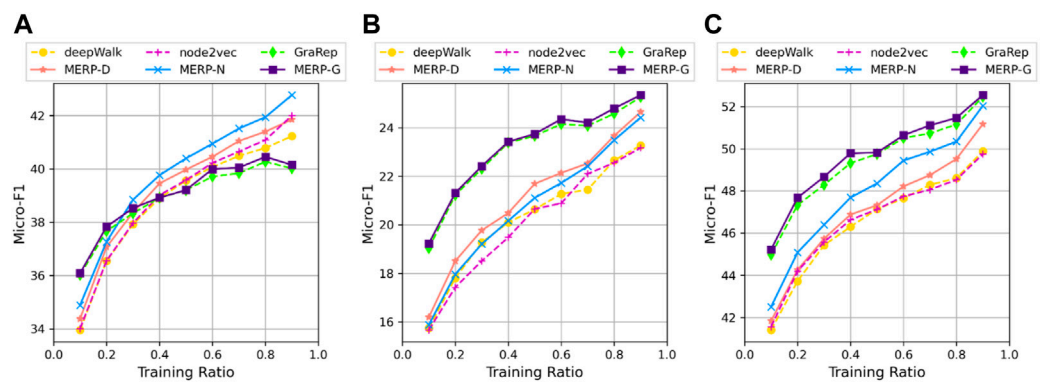 A
deepWalk node2vec GraRep
MERP-D MERP-N MERP-G
Micro-F1
42
40
38
36
34
0.0 0.2 0.4 0.6 0.8 1.0
Training Ratio
B
deepWalk node2vec GraRep
MERP-D MERP-N MERP-G
Micro-F1
24
22
20
18
16
0.0 0.2 0.4 0.6 0.8 1.0
Training Ratio
C
deepWalk node2vec GraRep
MERP-D MERP-N MERP-G
Micro-F1
52
50
48
46
44
42
0.0 0.2 0.4 0.6 0.8 1.0
Training Ratio